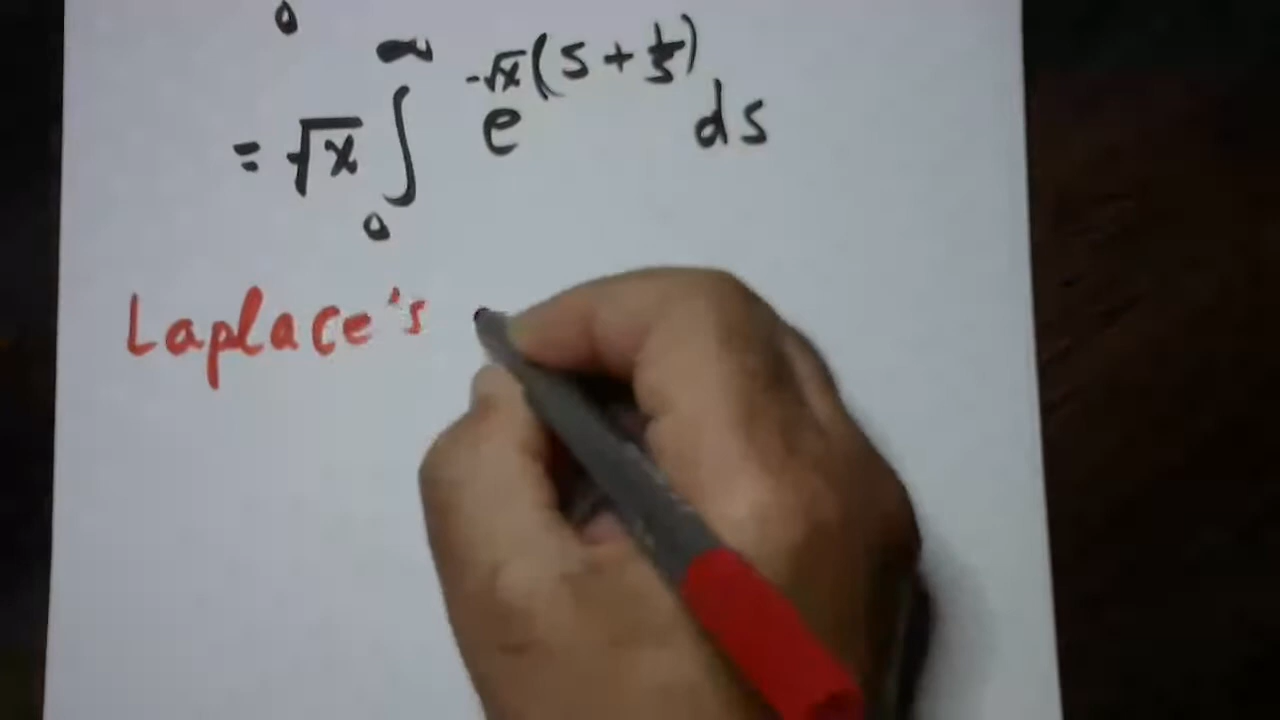 0
= √x ∫₀^∞ e^{-√x(s + 1/s)} ds
Laplace's